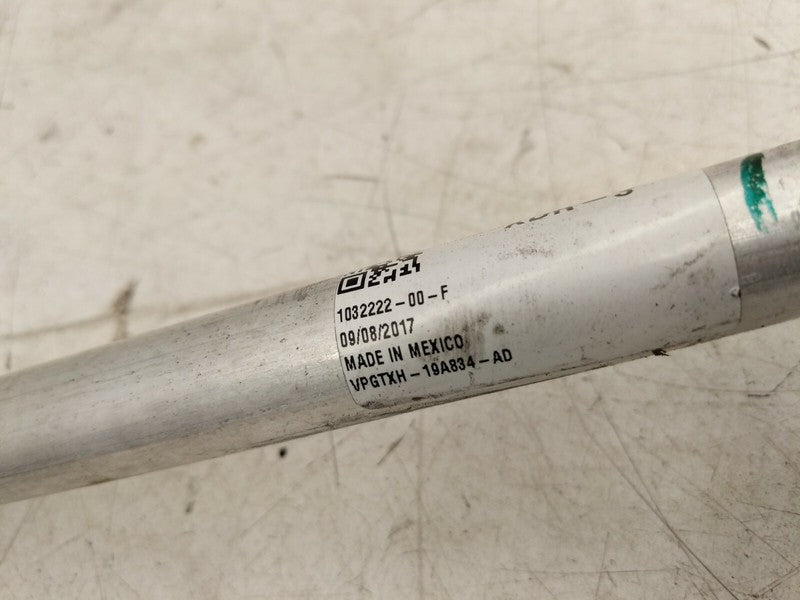 1032222-00-F
09/08/2017
MADE IN MEXICO
VPGTXH-19A834-AD